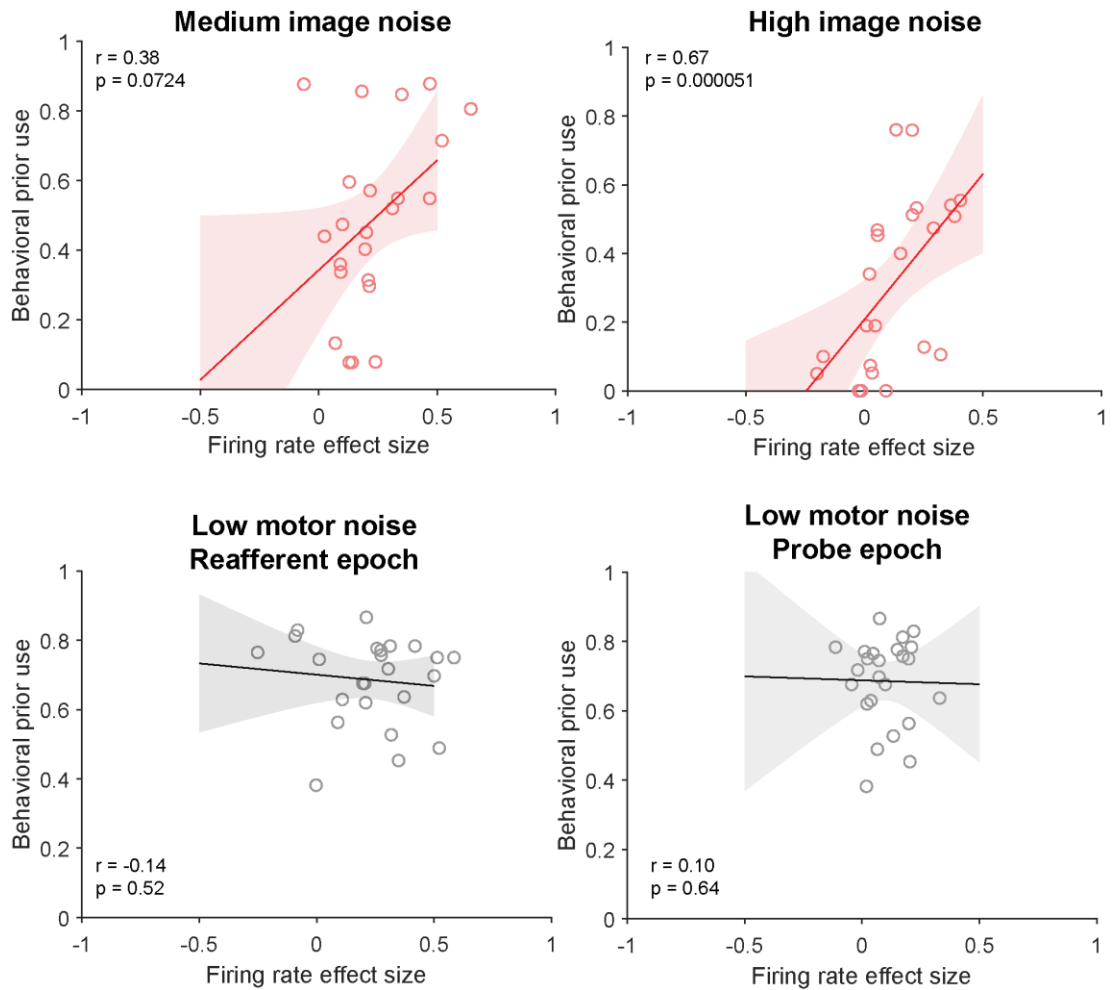 Medium image noise
r = 0.38
p = 0.0724
Behavioral prior use
1
0.8
0.6
0.4
0.2
0
-1
-0.5
0
0.5
1
Firing rate effect size
High image noise
r = 0.67
p = 0.000051
Behavioral prior use
1
0.8
0.6
0.4
0.2
0
-1
-0.5
0
0.5
1
Firing rate effect size
Low motor noise
Reafferent epoch
r = -0.14
p = 0.52
Behavioral prior use
1
0.8
0.6
0.4
0.2
0
-1
-0.5
0
0.5
1
Firing rate effect size
Low motor noise
Probe epoch
r = 0.10
p = 0.64
Behavioral prior use
1
0.8
0.6
0.4
0.2
0
-1
-0.5
0
0.5
1
Firing rate effect size